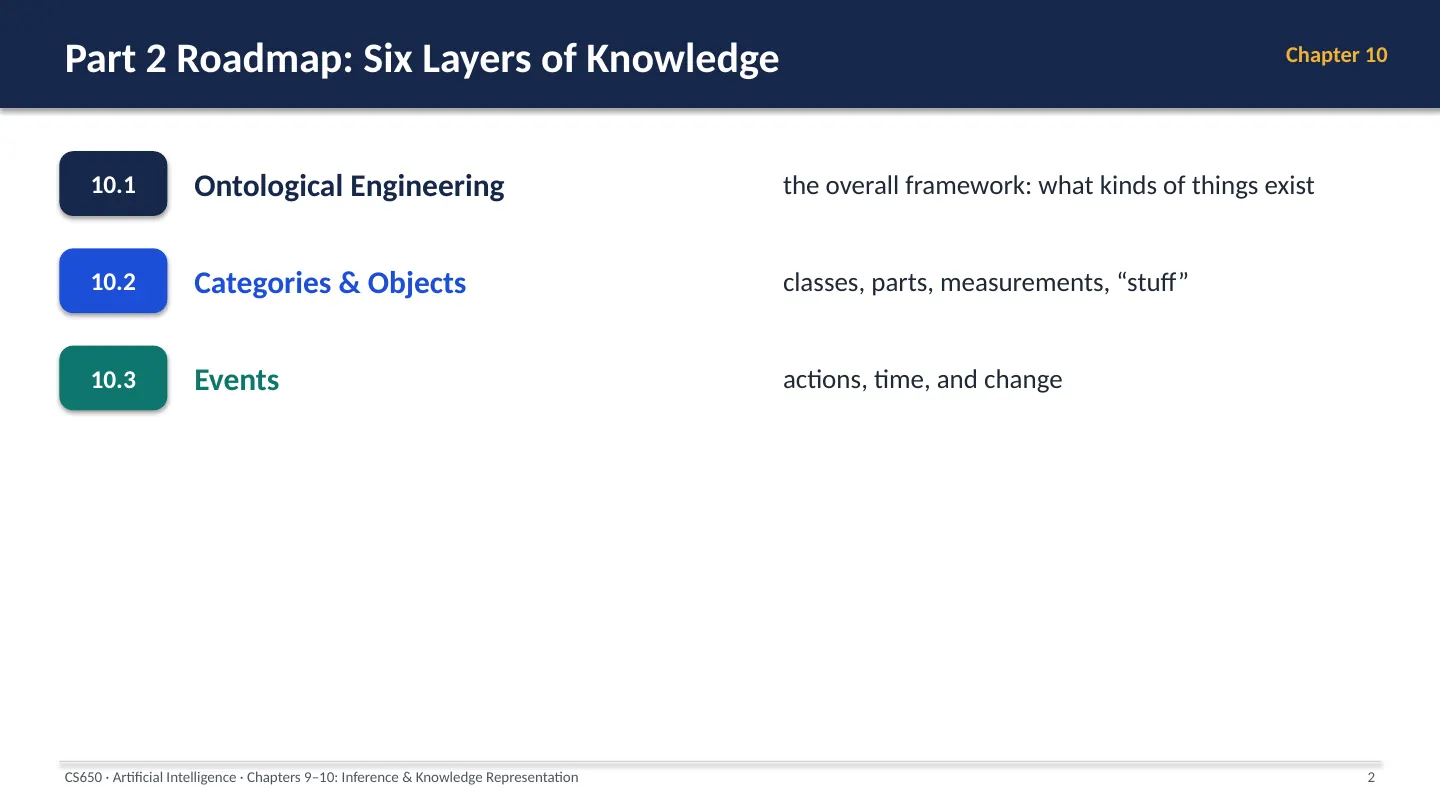 Part 2 Roadmap: Six Layers of Knowledge
Chapter 10
10.1 Ontological Engineering the overall framework: what kinds of things exist
10.2 Categories & Objects classes, parts, measurements, “stuff”
10.3 Events actions, time, and change
CS650 · Artificial Intelligence · Chapters 9–10: Inference & Knowledge Representation
2